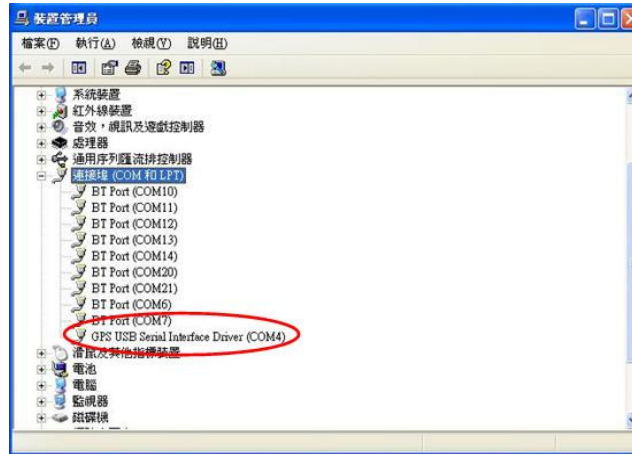 裝置管理員
檔案(F) 執行(A) 檢視(V) 說明(H)
系統裝置
紅外線裝置
音效，視訊及遊戲控制器
處理器
通用序列匯流排控制器
連接埠 (COM 和 LPT)
BT Port (COM10)
BT Port (COM11)
BT Port (COM12)
BT Port (COM13)
BT Port (COM14)
BT Port (COM20)
BT Port (COM21)
BT Port (COM6)
BT Port (COM7)
GPS USB Serial Interface Driver (COM4)
滑鼠及其他指標裝置
電池
電腦
監視器
磁碟機